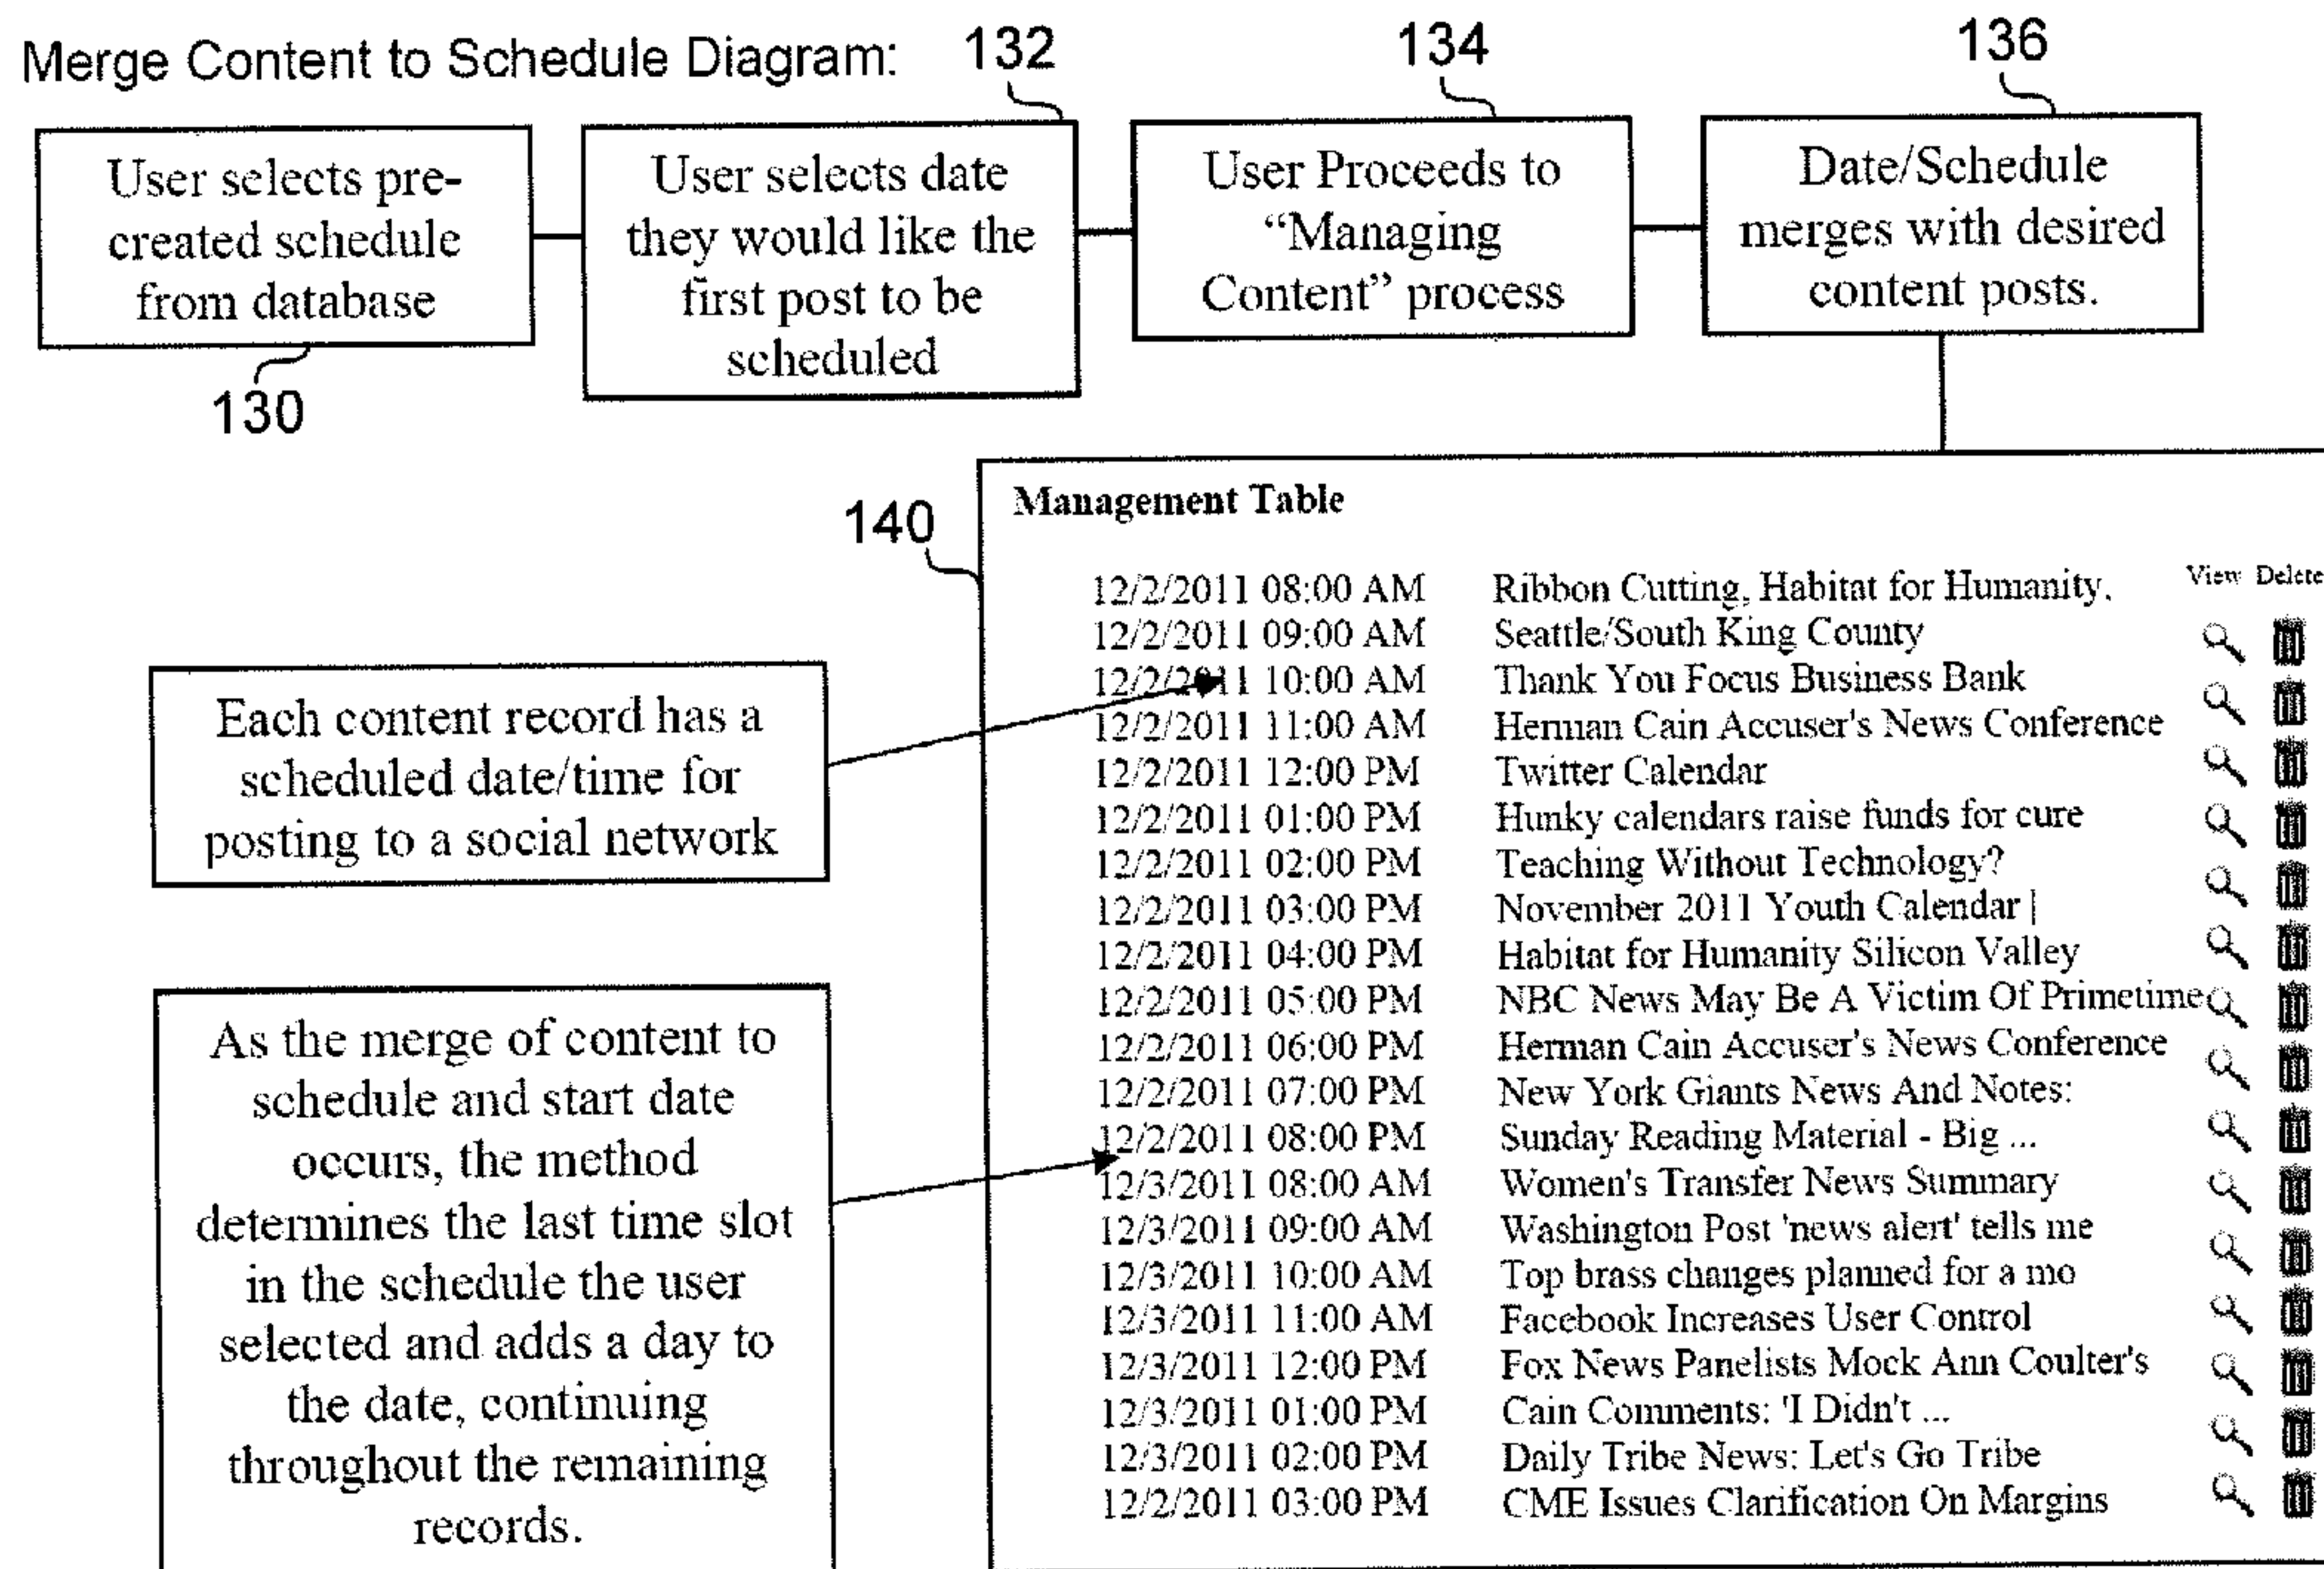 Merge Content to Schedule Diagram:
132
134
136
User selects pre-
created schedule
from database
130
User selects date
they would like the
first post to be
scheduled
User Proceeds to
“Managing
Content” process
Date/Schedule
merges with desired
content posts.
140
Management Table
View Delete
12/2/2011 08:00 AM Ribbon Cutting, Habitat for Humanity.
12/2/2011 09:00 AM Seattle/South King County
12/2/2011 10:00 AM Thank You Focus Business Bank
12/2/2011 11:00 AM Herman Cain Accuser's News Conference
12/2/2011 12:00 PM Twitter Calendar
12/2/2011 01:00 PM Hunky calendars raise funds for cure
12/2/2011 02:00 PM Teaching Without Technology?
12/2/2011 03:00 PM November 2011 Youth Calendar |
12/2/2011 04:00 PM Habitat for Humanity Silicon Valley
12/2/2011 05:00 PM NBC News May Be A Victim Of Primetime
12/2/2011 06:00 PM Herman Cain Accuser's News Conference
12/2/2011 07:00 PM New York Giants News And Notes:
12/2/2011 08:00 PM Sunday Reading Material - Big ...
12/3/2011 08:00 AM Women's Transfer News Summary
12/3/2011 09:00 AM Washington Post 'news alert' tells me
12/3/2011 10:00 AM Top brass changes planned for a mo
12/3/2011 11:00 AM Facebook Increases User Control
12/3/2011 12:00 PM Fox News Panelists Mock Ann Coulter's
12/3/2011 01:00 PM Cain Comments: 'I Didn't ...
12/3/2011 02:00 PM Daily Tribe News: Let's Go Tribe
12/2/2011 03:00 PM CME Issues Clarification On Margins
Each content record has a
scheduled date/time for
posting to a social network
As the merge of content to
schedule and start date
occurs, the method
determines the last time slot
in the schedule the user
selected and adds a day to
the date, continuing
throughout the remaining
records.